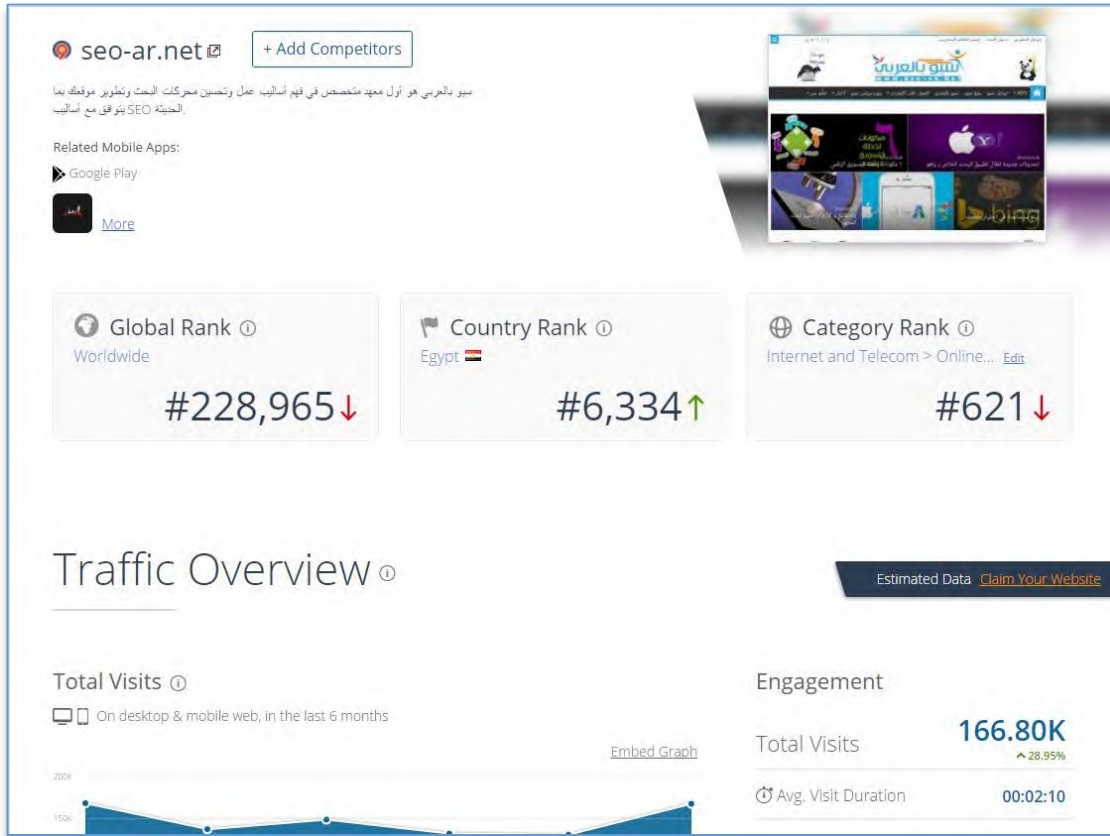 seo-ar.net
+ Add Competitors
سيو بالعربي هو أول معهد متخصص في فهم أساليب عمل وتحسين محركات البحث وتطوير موقعك بما
يتوافق مع أساليب SEO الحديثة.
Related Mobile Apps:
Google Play
More
سيو بالعربي
Global Rank
Worldwide
#228,965
Country Rank
Egypt
#6,334
Category Rank
Internet and Telecom > Online... Edit
#621
Traffic Overview
Estimated Data Claim Your Website
Total Visits
On desktop & mobile web, in the last 6 months
Embed Graph
200K
150K
Engagement
Total Visits
166.80K
28.95%
Avg. Visit Duration
00:02:10